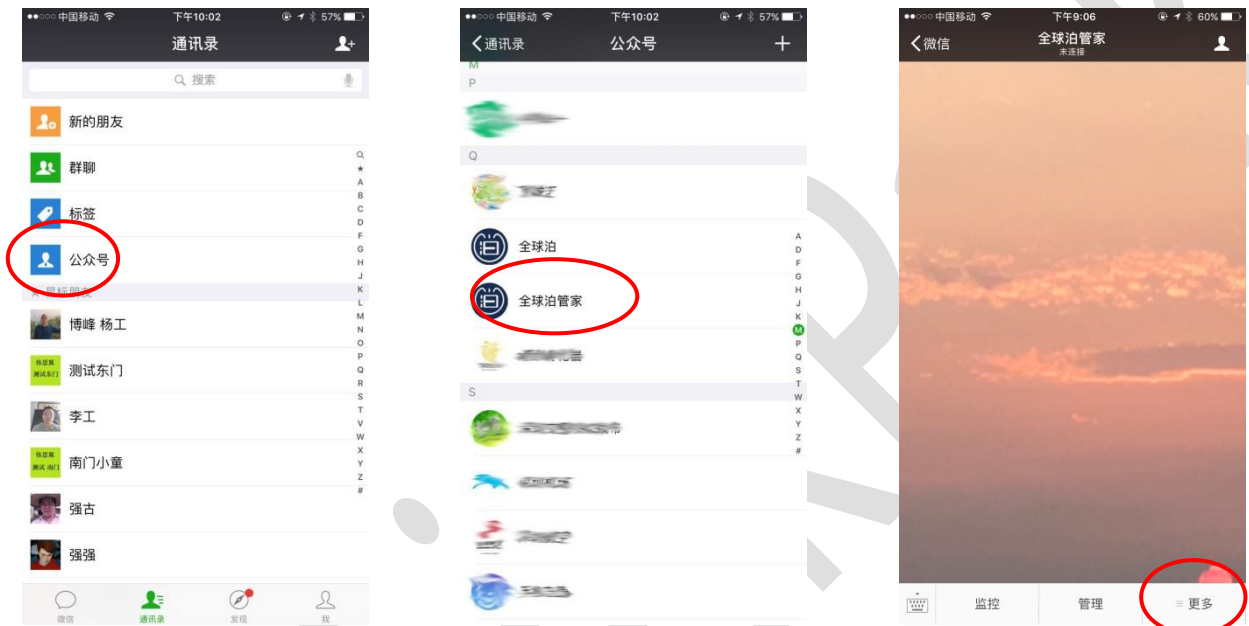 中国移动 下午10:02 57%
通讯录
搜索
新的朋友
群聊
标签
公众号
博峰 杨工
测试东门
李工
南门小童
强古
强强
Q
★
A
B
C
D
F
G
H
J
K
L
M
N
O
P
Q
R
S
T
V
W
X
Y
Z
#
微信 通讯录 发现 我
中国移动 下午10:02 57%
通讯录 公众号 +
M
P
Q
全球泊
全球泊管家
S
A
D
F
G
H
J
K
M
P
Q
S
T
W
X
Y
Z
#
中国移动 下午9:06 60%
微信 全球泊管家
未连接
监控 管理 更多